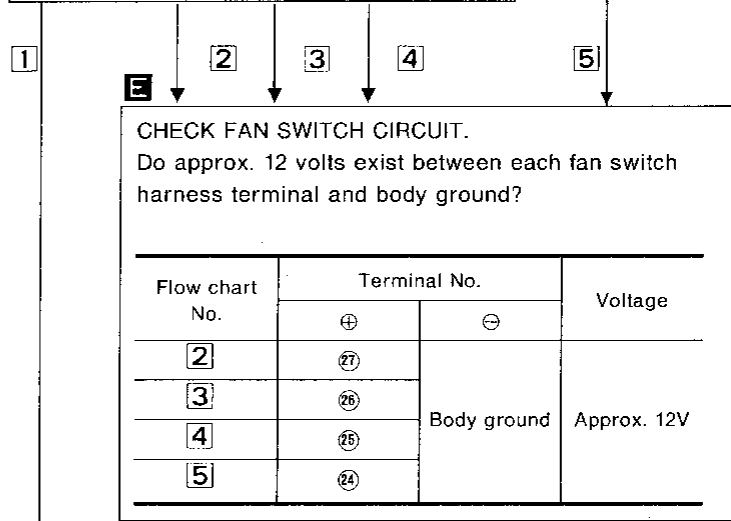 1 2 3 4 5
E
CHECK FAN SWITCH CIRCUIT.
Do approx. 12 volts exist between each fan switch
harness terminal and body ground?
Flow chart No. Terminal No. Voltage
⊕ ⊖
2 27 Body ground Approx. 12V
3 26
4 25
5 24